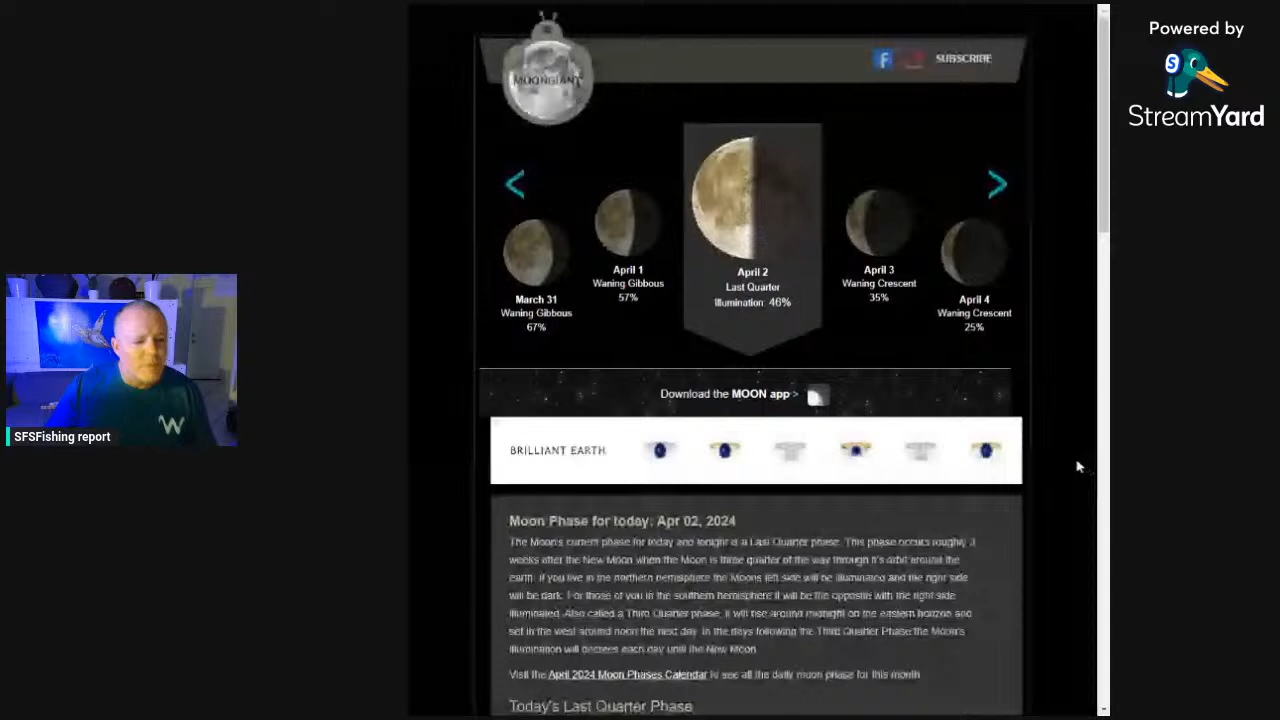 Powered by
StreamYard
MOONGIANT
SUBSCRIBE
April 2
Last Quarter
Illumination: 46%
April 1
Waning Gibbous
57%
April 3
Waning Crescent
35%
March 31
Waning Gibbous
67%
April 4
Waning Crescent
25%
Download the MOON app >
BRILLIANT EARTH
SFSFishing report
Moon Phase for today: Apr 02, 2024
The Moon's current phase for today and tonight is a Last Quarter phase. This phase occurs roughly 3
weeks after the New Moon when the Moon is three quarter of the way through it's orbit around the
earth. If you live in the northern hemisphere the Moons left side will be illuminated and the right side
will be dark. For those of you in the southern hemisphere it will be the opposite with the right side
illuminated. Also called a Third Quarter phase, it will rise around midnight on the eastern horizon and
set in the west around noon the next day. In the days following the Third Quarter Phase the Moon's
illumination will decrees each day until the New Moon.
Visit the April 2024 Moon Phases Calendar to see all the daily moon phase for this month
Today's Last Quarter Phase